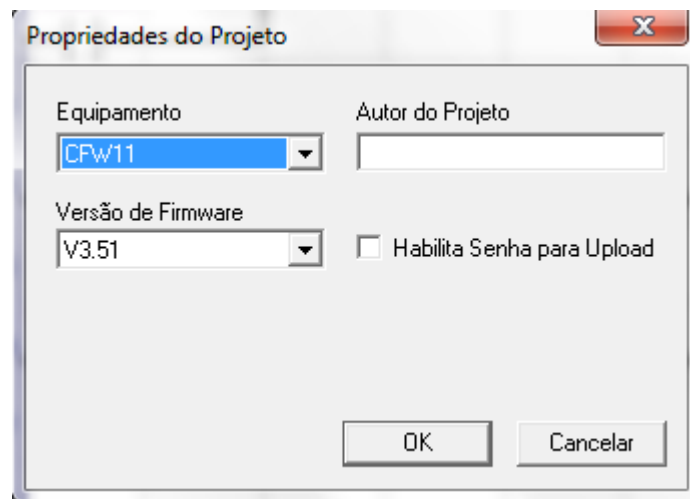 Propriedades do Projeto
Equipamento
Autor do Projeto
CFW11
Versão de Firmware
V3.51
Habilita Senha para Upload
OK
Cancelar